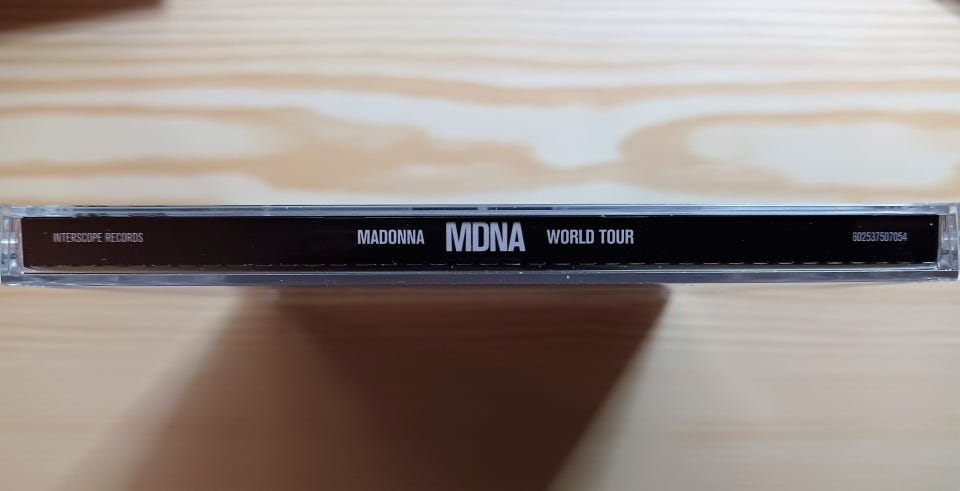 INTERSCOPE RECORDS MADONNA MDNA WORLD TOUR 602537507054